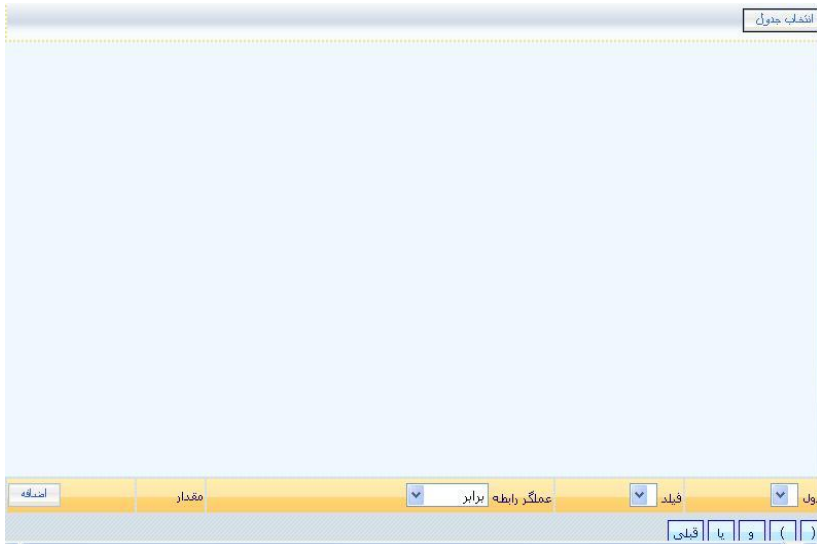 انتخاب جدول
ول فیلد عملگر رابطه برابر مقدار اضافه
( ) و یا قبلی